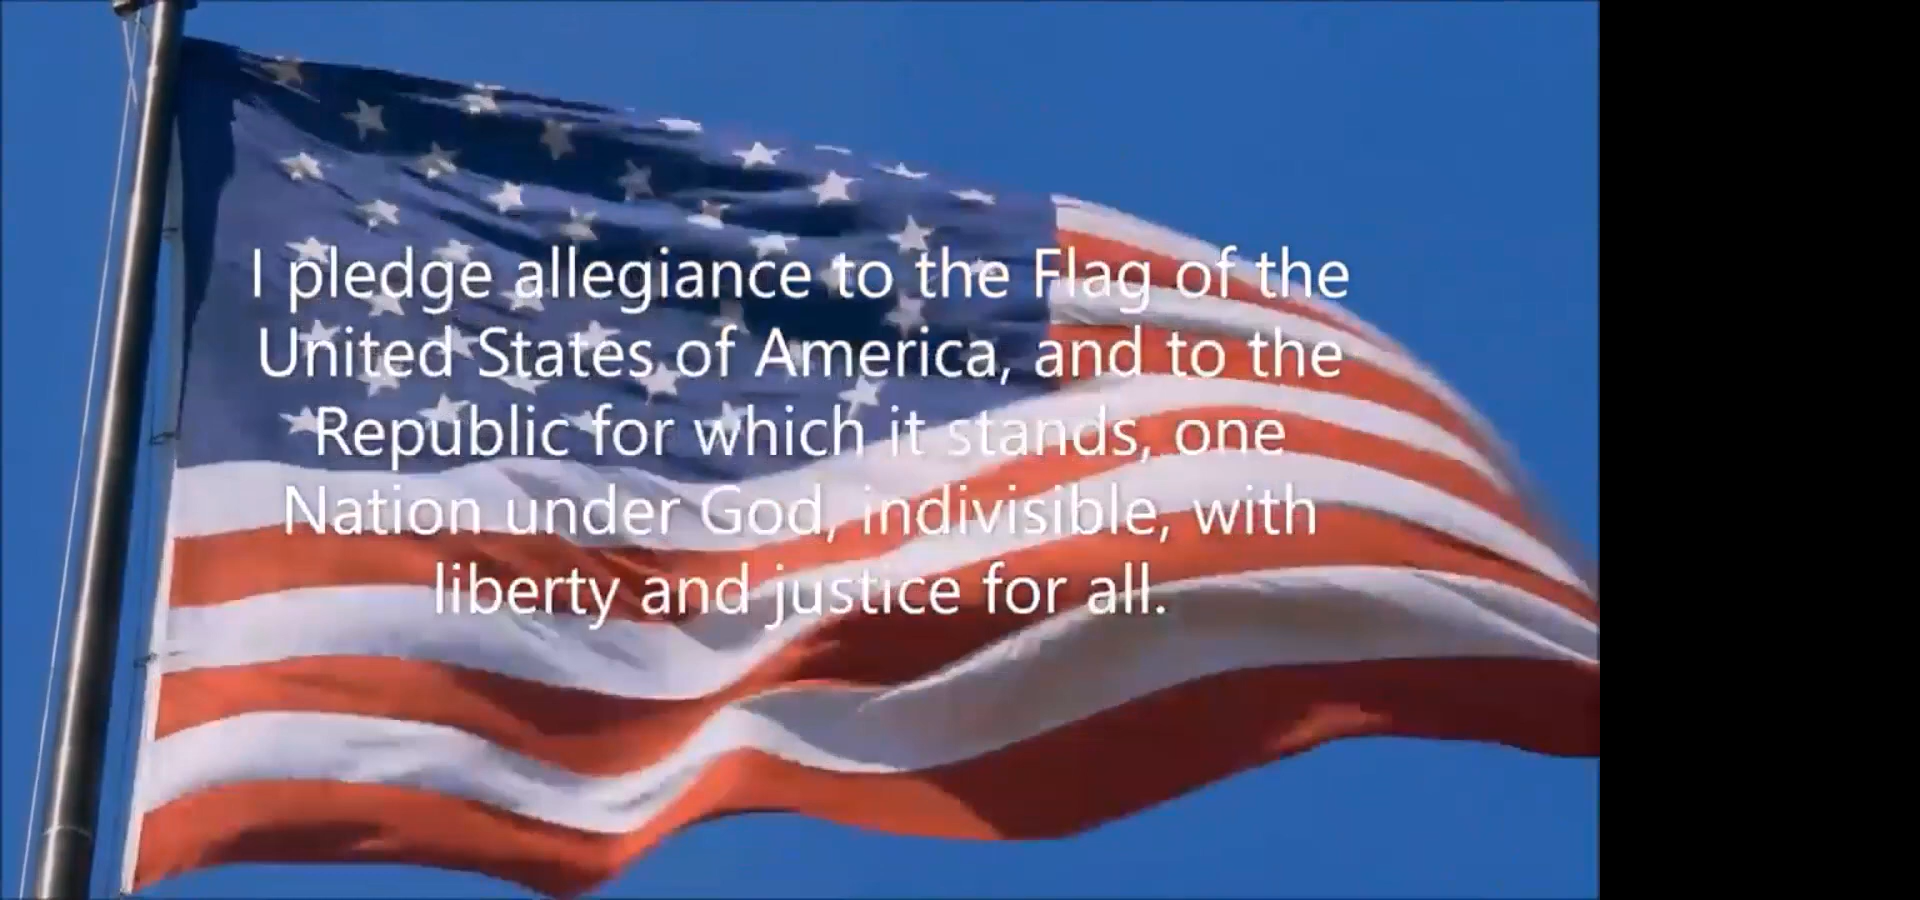 I pledge allegiance to the Flag of the
United States of America, and to the
Republic for which it stands, one
Nation under God, indivisible, with
liberty and justice for all.